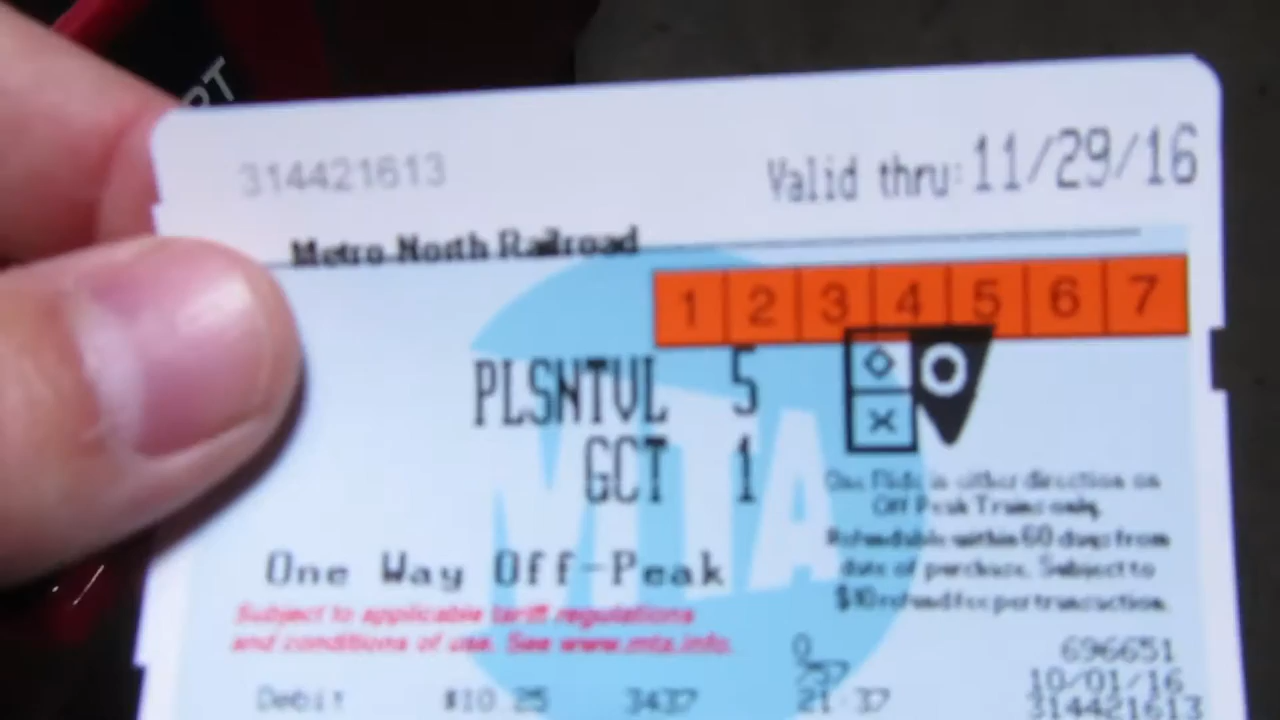 314421613 Valid thru: 11/29/16
Metro-North Railroad
1 2 3 4 5 6 7
PLSNTVL 5
GCT 1
MTA
One Ride in either direction on
Off Peak Trains only.
Refundable within 60 days from
date of purchase. Subject to
$10 refund fee per transaction.
One Way Off-Peak
Subject to applicable tariff regulations
and conditions of use. See www.mta.info.
0 696651
10/01/16
Debit $10.25 3437 21:37 314421613